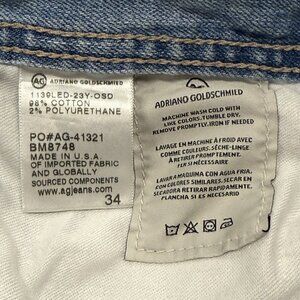 AG ADRIANO GOLDSCHMIED
1139LED-23Y-OSD
98% COTTON
2% POLYURETHANE
PO#AG-41321
BM8748
MADE IN U.S.A.
OF IMPORTED FABRIC
AND GLOBALLY
SOURCED COMPONENTS
www.agjeans.com
34
AG
ADRIANO GOLDSCHMIED
MACHINE WASH COLD WITH
LIKE COLORS. TUMBLE DRY.
REMOVE PROMPTLY. IRON IF NEEDED
LAVAGE EN MACHINE À FROID AVEC
COULEURS COMME. SÈCHE-LINGE.
À RETIRER PROMPTEMENT.
FER SI NÉCESSAIRE
LAVAR A MAQUINA CON AGUA FRIA.
CON COLORES SIMILARES. SECAR EN
SECADORA RETIRAR RAPIDAMENTE.
PLANCHA SI ES NECESARIO